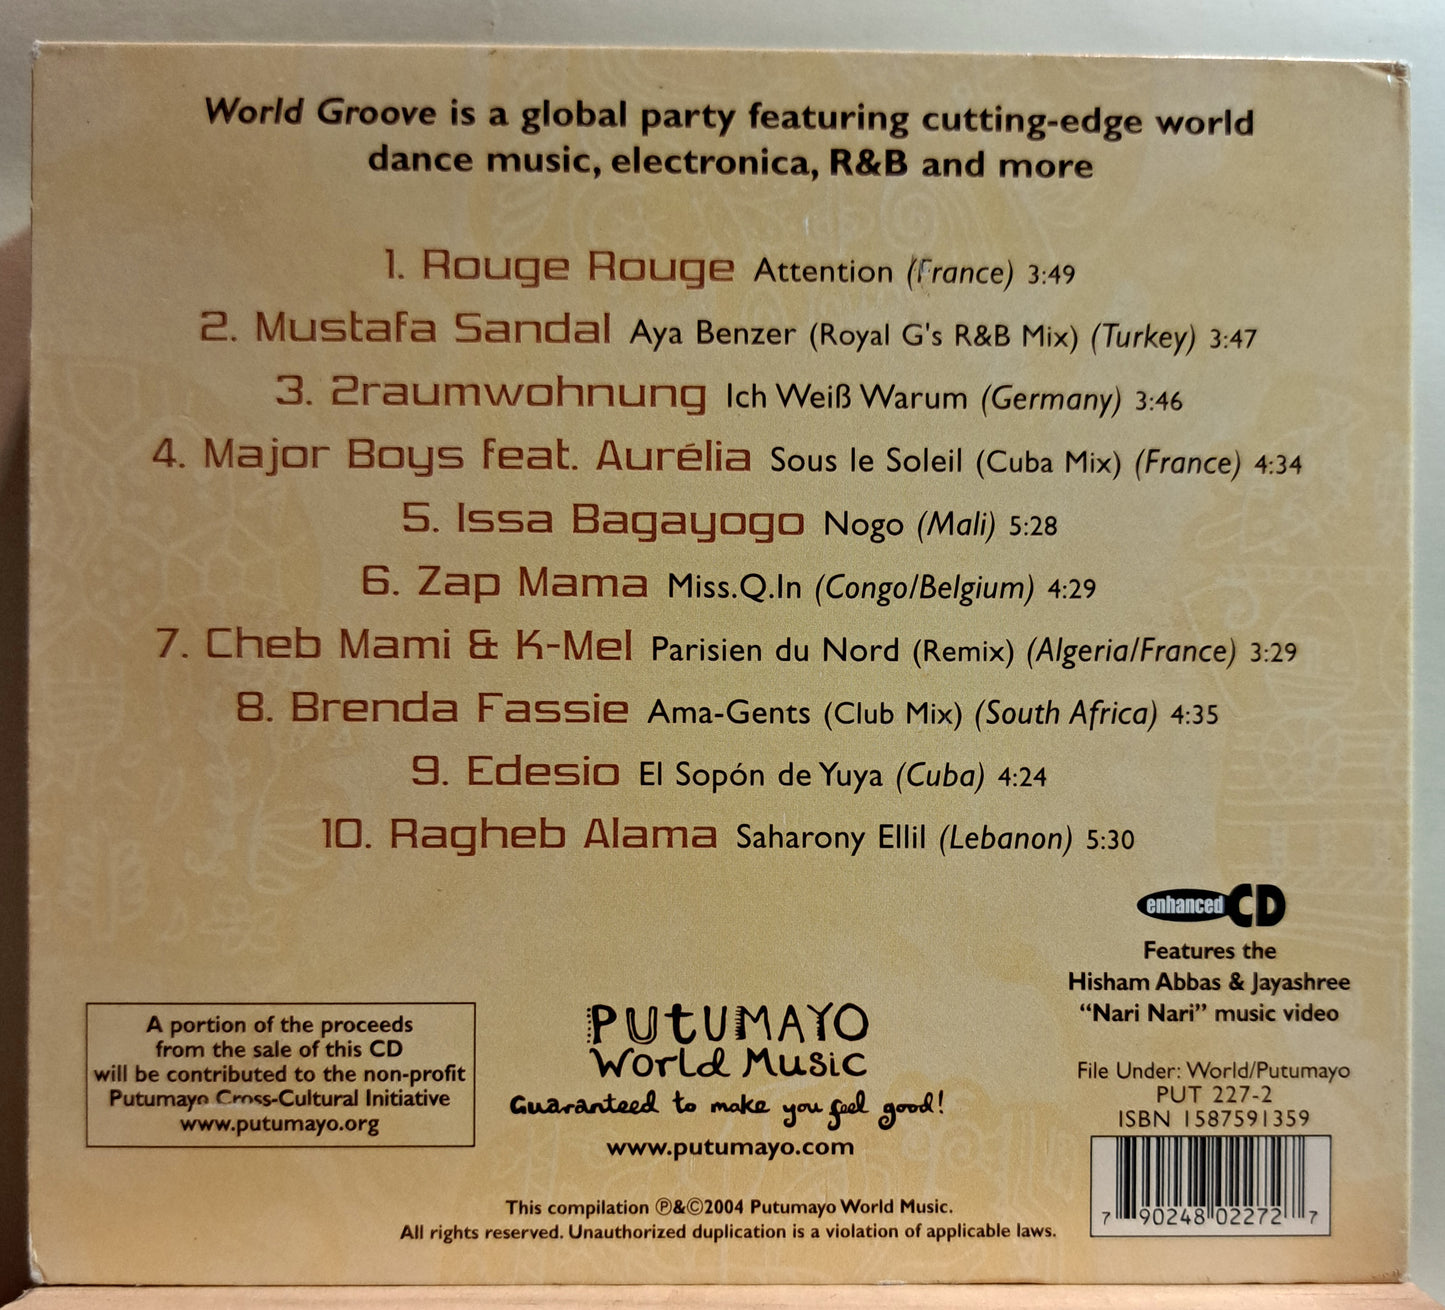 World Groove is a global party featuring cutting-edge world
dance music, electronica, R&B and more
1. Rouge Rouge Attention (France) 3:49
2. Mustafa Sandal Aya Benzer (Royal G's R&B Mix) (Turkey) 3:47
3. 2raumwohnung Ich Weiß Warum (Germany) 3:46
4. Major Boys feat. Aurélia Sous le Soleil (Cuba Mix) (France) 4:34
5. Issa Bagayogo Nogo (Mali) 5:28
6. Zap Mama Miss.Q.In (Congo/Belgium) 4:29
7. Cheb Mami & K-Mel Parisien du Nord (Remix) (Algeria/France) 3:29
8. Brenda Fassie Ama-Gents (Club Mix) (South Africa) 4:35
9. Edesio El Sopón de Yuya (Cuba) 4:24
10. Ragheb Alama Saharony Ellil (Lebanon) 5:30
enhanced CD
Features the
Hisham Abbas & Jayashree
“Nari Nari” music video
A portion of the proceeds
from the sale of this CD
will be contributed to the non-profit
Putumayo Cross-Cultural Initiative
www.putumayo.org
PUTUMAYO
World Music
Guaranteed to make you feel good!
www.putumayo.com
File Under: World/Putumayo
PUT 227-2
ISBN 1587591359
7 90248 02272 7
This compilation ℗&©2004 Putumayo World Music.
All rights reserved. Unauthorized duplication is a violation of applicable laws.